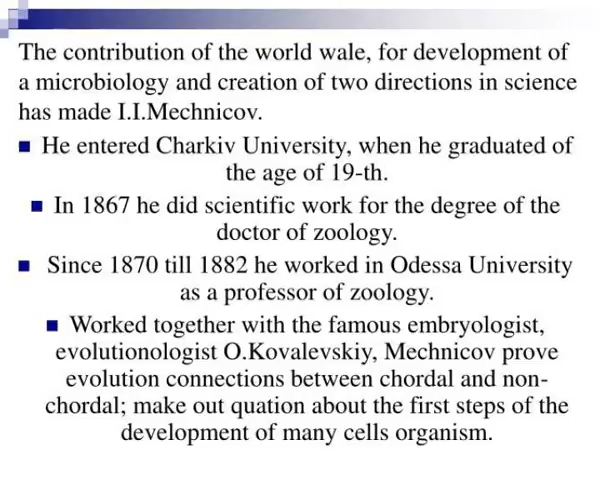 The contribution of the world wale, for development of
a microbiology and creation of two directions in science
has made I.I.Mechnicov.
He entered Charkiv University, when he graduated of
the age of 19-th.
In 1867 he did scientific work for the degree of the
doctor of zoology.
Since 1870 till 1882 he worked in Odessa University
as a professor of zoology.
Worked together with the famous embryologist,
evolutionologist O.Kovalevskiy, Mechnicov prove
evolution connections between chordal and non-
chordal; make out quation about the first steps of the
development of many cells organism.